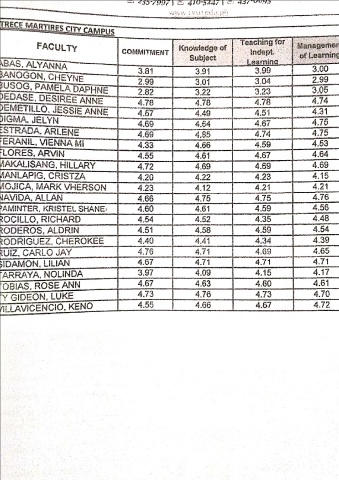 www.cvsu.edu.ph
TRECE MARTIRES CITY CAMPUS
FACULTY COMMITMENT Knowledge of Subject Teaching for Indept. Learning Management of Learning
ABAS, ALYANNA 3.81 3.91 3.99 3.00
BANOGON, CHEYNE 2.99 3.01 3.04 2.99
BUSOG, PAMELA DAPHNE 2.82 3.22 3.23 3.05
DEDASE, DESIREE ANNE 4.78 4.78 4.78 4.74
DEMETILLO, JESSIE ANNE 4.67 4.49 4.51 4.31
DIGMA, JELYN 4.69 4.64 4.67 4.75
ESTRADA, ARLENE 4.69 4.85 4.74 4.75
FERANIL, VIENNA MI 4.33 4.66 4.59 4.53
FLORES, ARVIN 4.55 4.61 4.67 4.64
MAKALISANG, HILLARY 4.72 4.69 4.69 4.69
MANLAPIG, CRISTZA 4.20 4.22 4.23 4.15
MOJICA, MARK VHERSON 4.23 4.12 4.21 4.21
NAVIDA, ALLAN 4.66 4.75 4.75 4.76
PAMINTER, KRISTEL SHANE 4.60 4.61 4.59 4.56
ROCILLO, RICHARD 4.54 4.52 4.35 4.48
RODEROS, ALDRIN 4.51 4.58 4.59 4.54
RODRIGUEZ, CHEROKEE 4.40 4.41 4.34 4.39
RUIZ, CARLO JAY 4.76 4.71 4.69 4.65
SIDAMON, LILIAN 4.67 4.71 4.71 4.71
TARRAYA, NOLINDA 3.97 4.09 4.15 4.17
TOBIAS, ROSE ANN 4.67 4.63 4.60 4.61
TY GIDEON, LUKE 4.73 4.76 4.73 4.70
VILLAVICENCIO, KENO 4.55 4.66 4.67 4.72